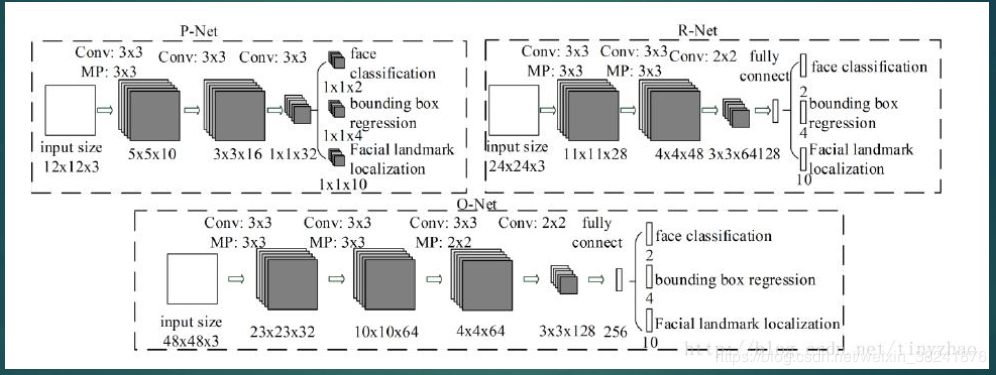 P-Net
Conv: 3x3 Conv: 3x3 Conv: 3x3 face
MP: 3x3 classification
1x1x2
bounding box
regression
1x1x4
input size 5x5x10 3x3x16 1x1x32 Facial landmark
12x12x3 localization
1x1x10
R-Net
Conv: 3x3 Conv: 3x3 Conv: 2x2 fully
MP: 3x3 MP: 3x3 connect face classification
2
bounding box
regression
4
input size 11x11x28 4x4x48 3x3x64 128 Facial landmark
24x24x3 localization
10
O-Net
Conv: 3x3 Conv: 3x3 Conv: 3x3 Conv: 2x2 fully
MP: 3x3 MP: 3x3 MP: 2x2 connect face classification
2
bounding box regression
4
input size 23x23x32 10x10x64 4x4x64 3x3x128 256 Facial landmark localization
48x48x3 10
http://blog.csdn.net/tinyzhao
https://blog.csdn.net/weixin_38241876